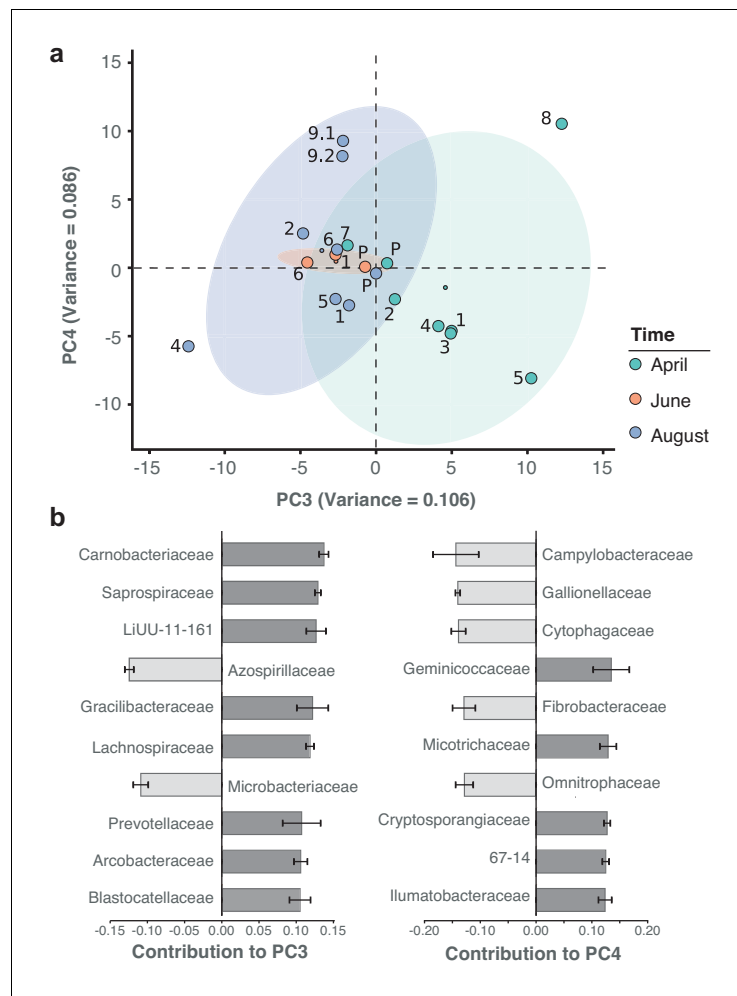 a
15
10
5
0
-5
-10
PC4 (Variance = 0.086)
8
9.1
9.2
2
6 7
P P
6 1
P
5 1
2
4 1
3
4
5
-15 -10 -5 0 5 10 15
PC3 (Variance = 0.106)
Time
April
June
August
b
Carnobacteriaceae
Saprospiraceae
LiUU-11-161
Azospirillaceae
Gracilibacteraceae
Lachnospiraceae
Microbacteriaceae
Prevotellaceae
Arcobacteraceae
Blastocatellaceae
-0.15 -0.10 -0.05 0.00 0.05 0.10 0.15
Contribution to PC3
Campylobacteraceae
Gallionellaceae
Cytophagaceae
Geminicoccaceae
Fibrobacteraceae
Micotrichaceae
Omnitrophaceae
Cryptosporangiaceae
67-14
Ilumatobacteraceae
-0.20 -0.10 0.00 0.10 0.20
Contribution to PC4